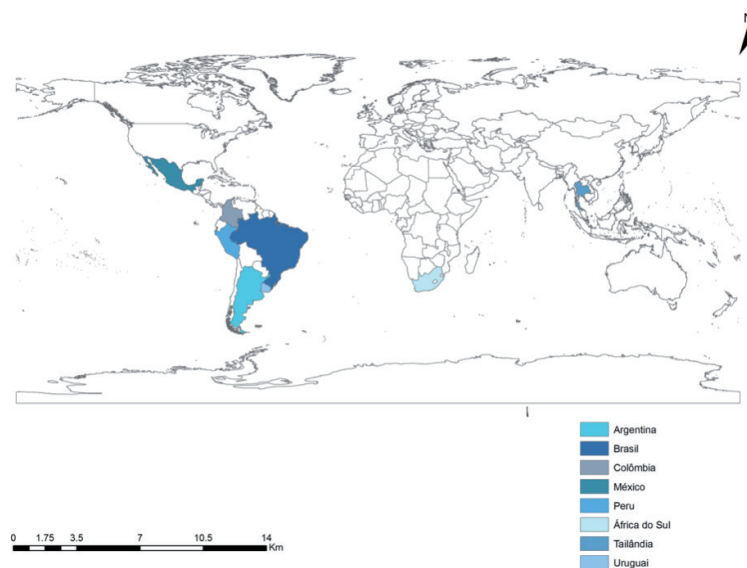 N
Argentina
Brasil
Colômbia
México
Peru
África do Sul
Tailândia
Uruguai
0 1.75 3.5 7 10.5 14
Km